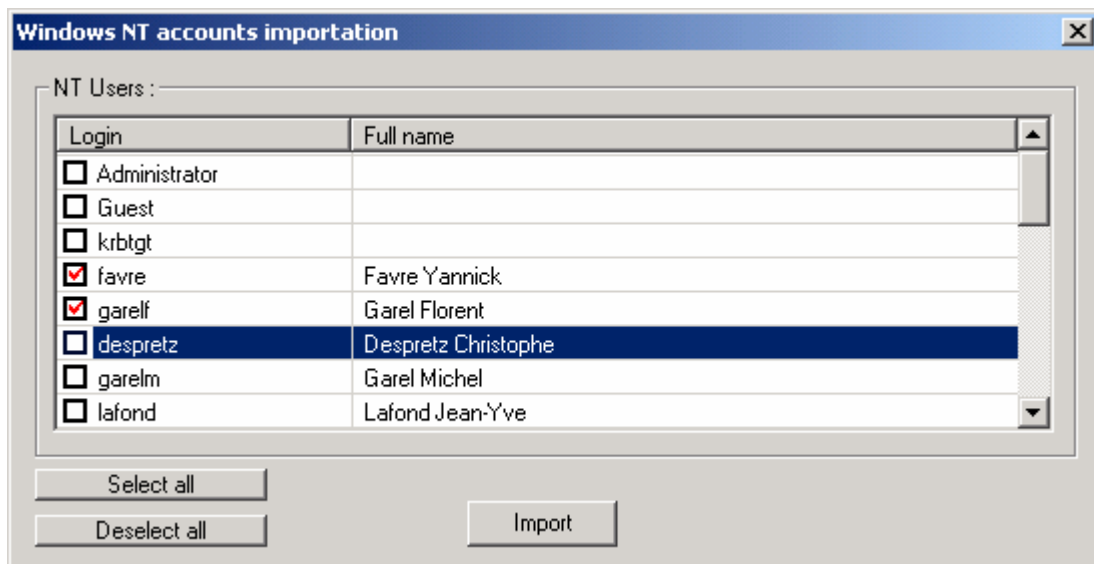 Windows NT accounts importation
NT Users :
Login Full name
Administrator
Guest
krbtgt
favre Favre Yannick
garelf Garel Florent
despretz Despretz Christophe
garelm Garel Michel
lafond Lafond Jean-Yve
Select all
Deselect all
Import